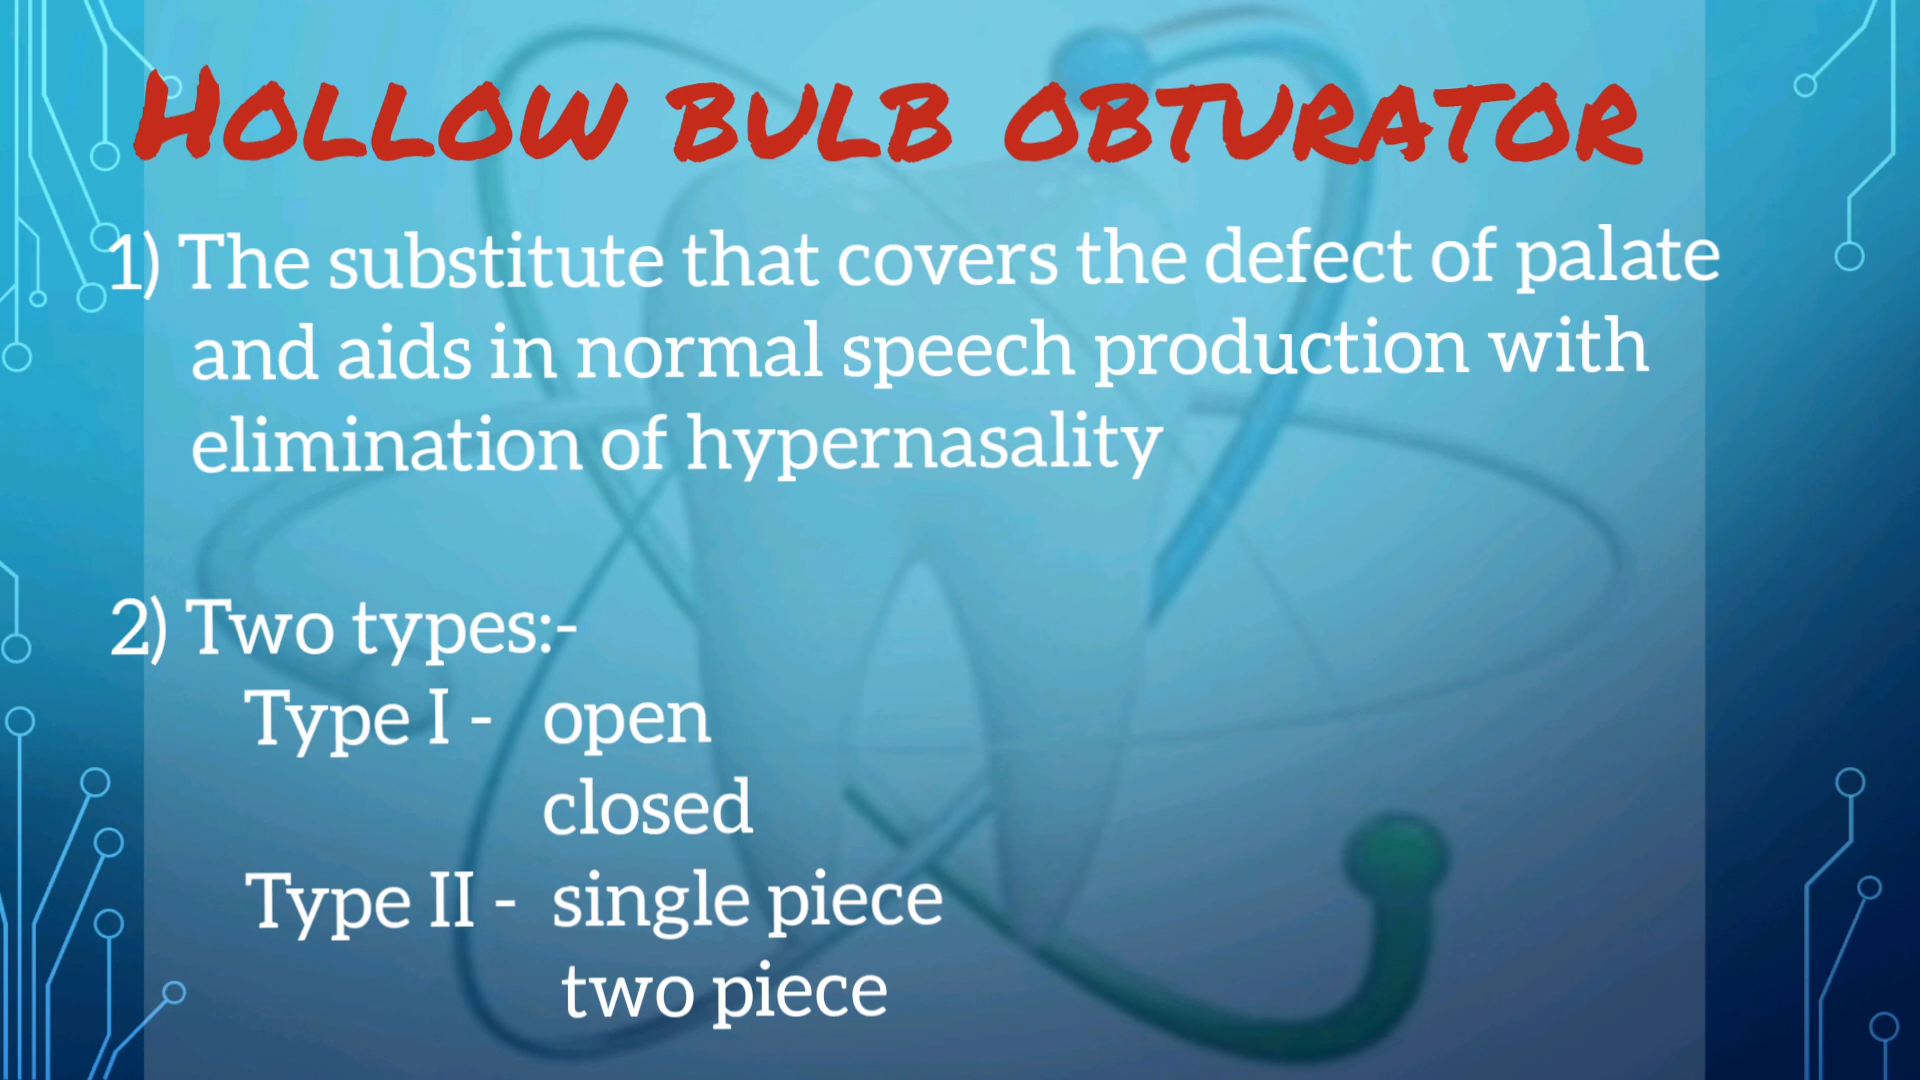 HOLLOW BULB OBTURATOR
1) The substitute that covers the defect of palate
and aids in normal speech production with
elimination of hypernasality
2) Two types:-
Type I - open
closed
Type II - single piece
two piece